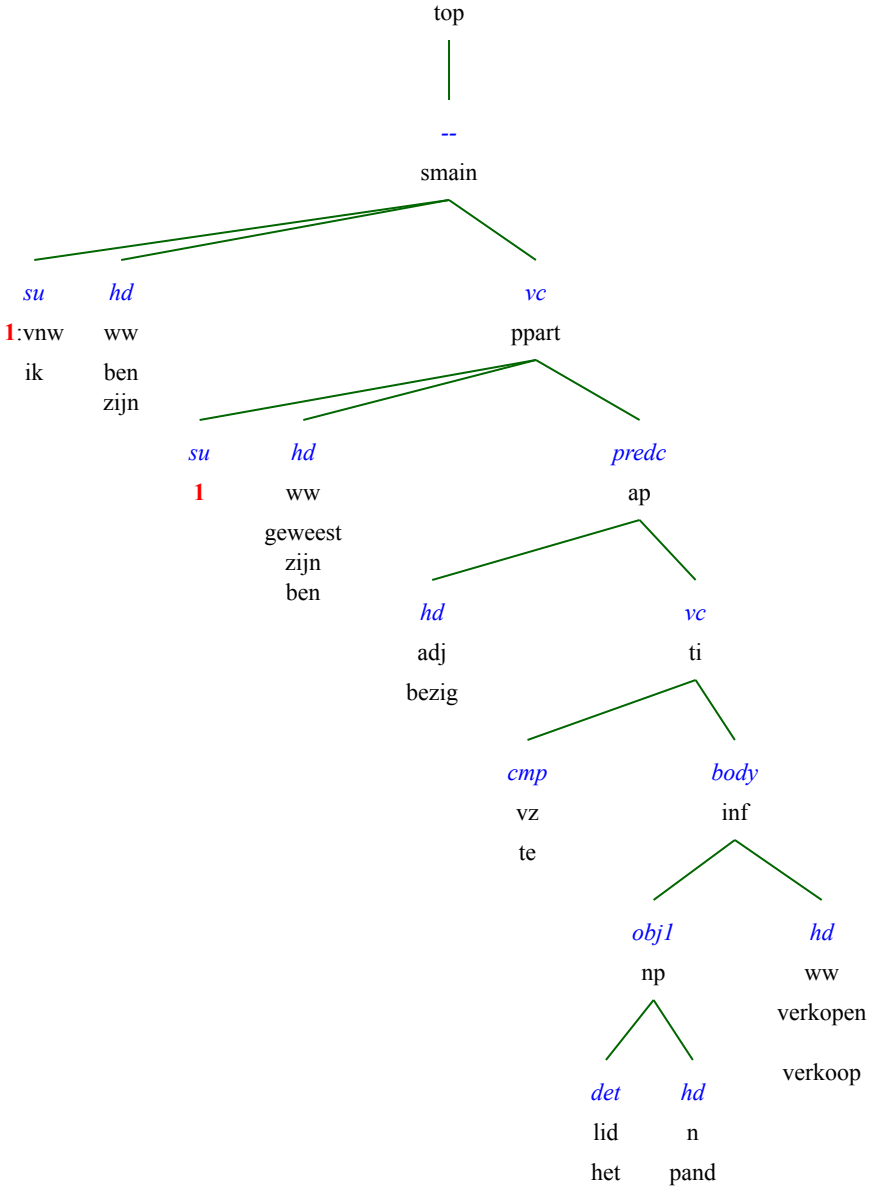 top
--
smain
su hd vc
1:vnw ww ppart
ik ben
zijn
su hd predc
1 ww ap
geweest
zijn
ben
hd vc
adj ti
bezig
cmp body
vz inf
te
obj1 hd
np ww
verkopen
verkoop
det hd
lid n
het pand